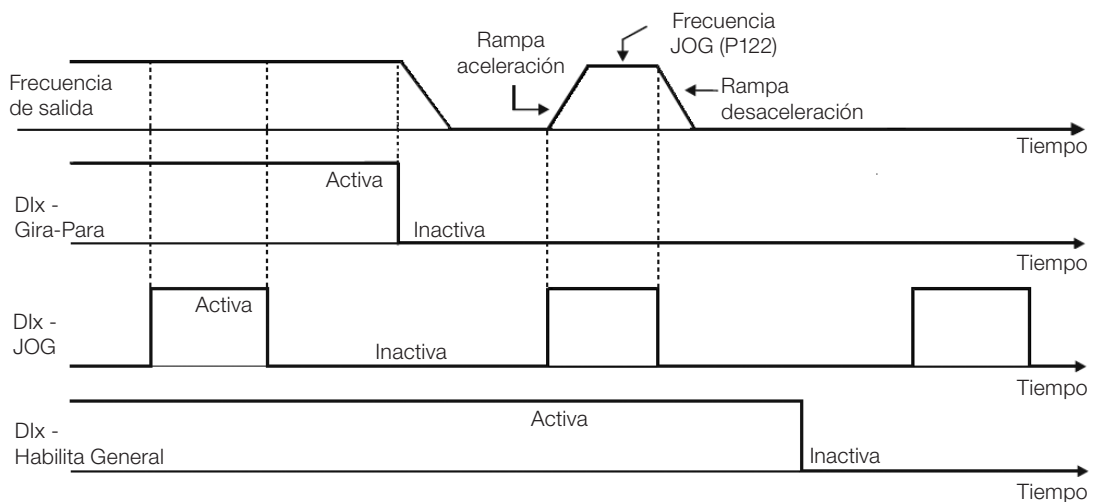 Frecuencia
JOG (P122)
Rampa
aceleración
Frecuencia
de salida
Rampa
desaceleración
Tiempo
Activa
DIx -
Gira-Para
Inactiva
Tiempo
Activa
DIx -
JOG
Inactiva
Tiempo
Activa
DIx -
Habilita General
Inactiva
Tiempo